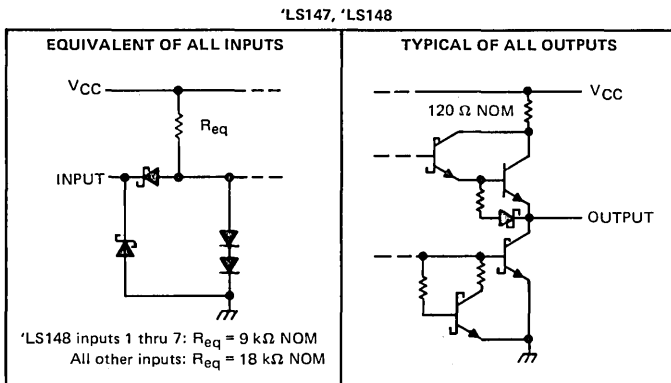 'LS147, 'LS148
EQUIVALENT OF ALL INPUTS
VCC
Req
INPUT
'LS148 inputs 1 thru 7: Req = 9 kΩ NOM
All other inputs: Req = 18 kΩ NOM
TYPICAL OF ALL OUTPUTS
VCC
120 Ω NOM
OUTPUT